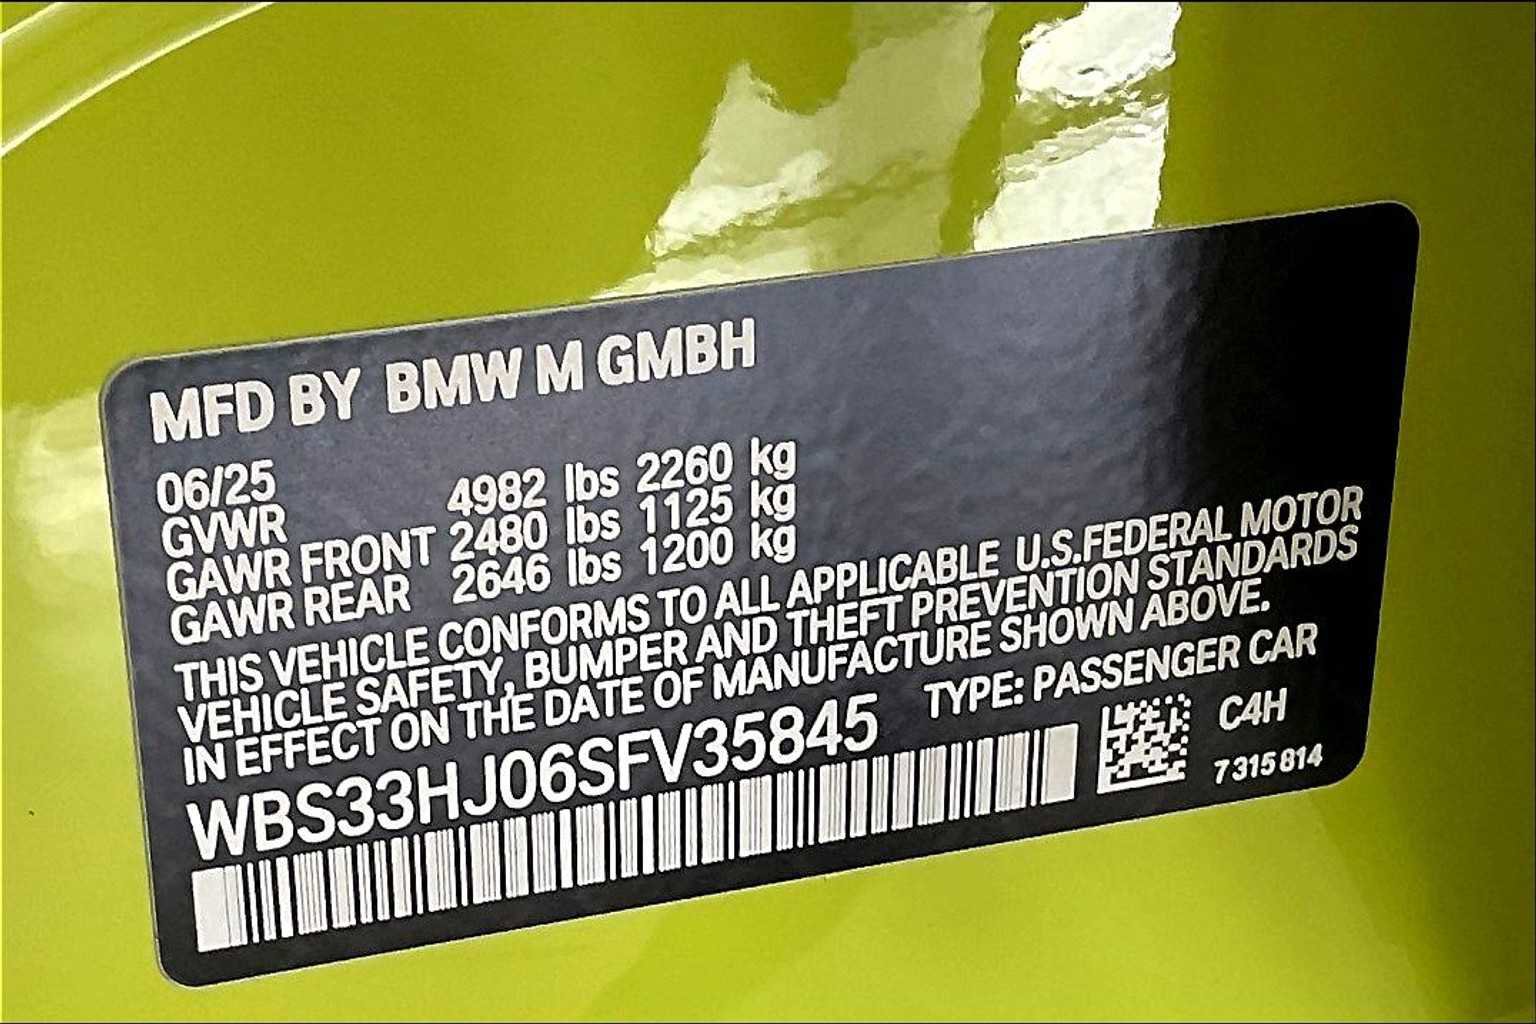 MFD BY BMW M GMBH
06/25
GVWR 4982 lbs 2260 kg
GAWR FRONT 2480 lbs 1125 kg
GAWR REAR 2646 lbs 1200 kg
THIS VEHICLE CONFORMS TO ALL APPLICABLE U.S.FEDERAL MOTOR
VEHICLE SAFETY, BUMPER AND THEFT PREVENTION STANDARDS
IN EFFECT ON THE DATE OF MANUFACTURE SHOWN ABOVE.
WBS33HJ06SFV35845 TYPE: PASSENGER CAR
C4H
7315814